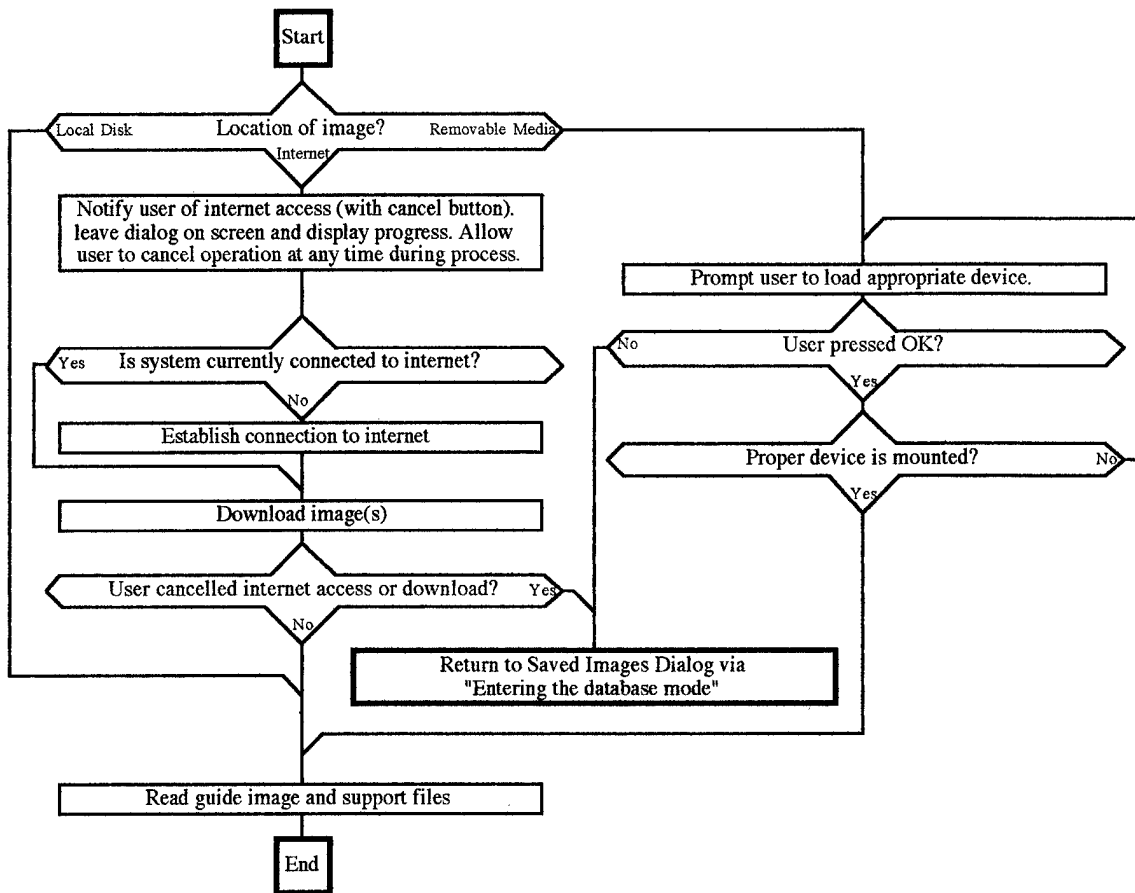 Start
Local Disk
Location of image?
Removable Media
Internet
Notify user of internet access (with cancel button).
leave dialog on screen and display progress. Allow
user to cancel operation at any time during process.
Prompt user to load appropriate device.
No
User pressed OK?
Yes
Yes
Is system currently connected to internet?
No
Establish connection to internet
Proper device is mounted?
No
Yes
Download image(s)
User cancelled internet access or download?
Yes
No
Return to Saved Images Dialog via
"Entering the database mode"
Read guide image and support files
End